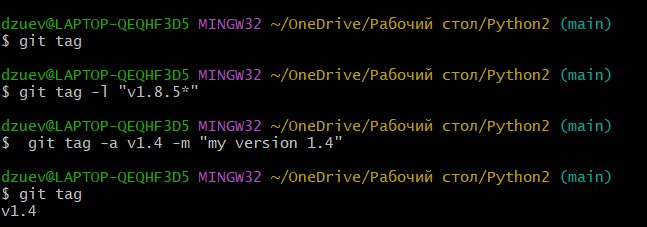 dzuev@LAPTOP-QEQHF3D5 MINGW32 ~/OneDrive/Рабочий стол/Python2 (main)
$ git tag
dzuev@LAPTOP-QEQHF3D5 MINGW32 ~/OneDrive/Рабочий стол/Python2 (main)
$ git tag -l "v1.8.5*"
dzuev@LAPTOP-QEQHF3D5 MINGW32 ~/OneDrive/Рабочий стол/Python2 (main)
$  git tag -a v1.4 -m "my version 1.4"
dzuev@LAPTOP-QEQHF3D5 MINGW32 ~/OneDrive/Рабочий стол/Python2 (main)
$ git tag
v1.4